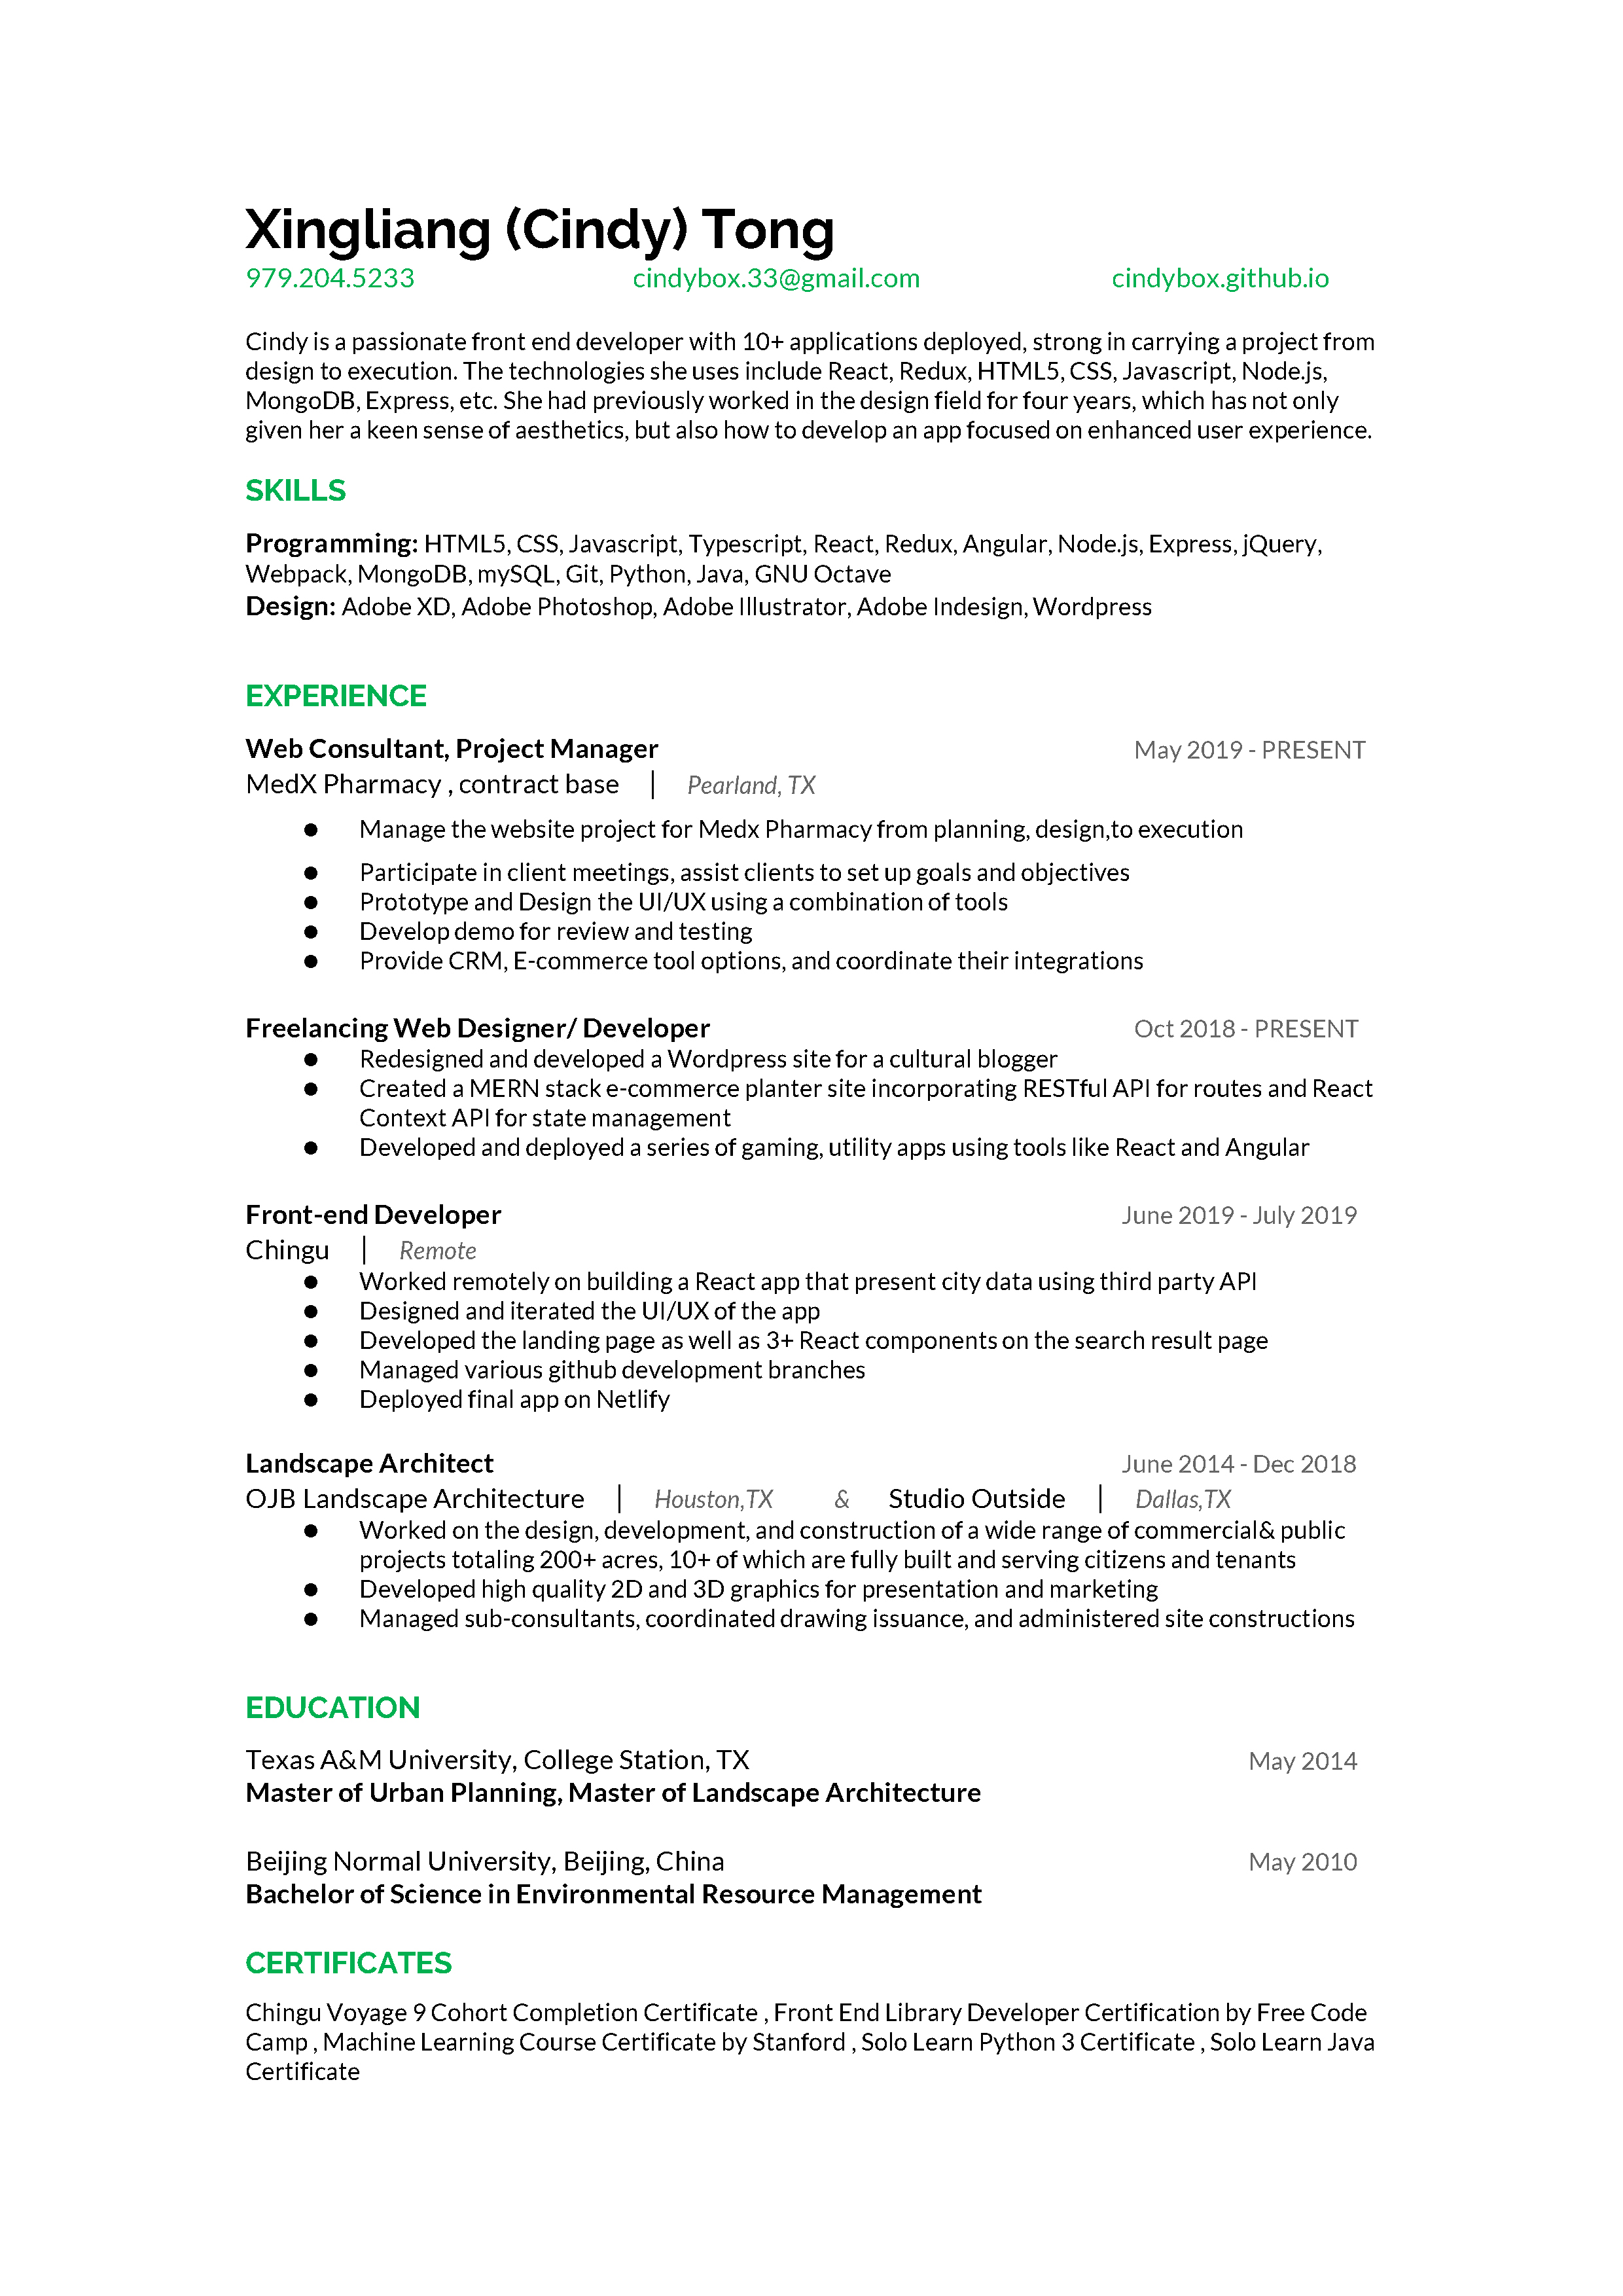 Xingliang (Cindy) Tong
979.204.5233 cindybox.33@gmail.com cindybox.github.io
Cindy is a passionate front end developer with 10+ applications deployed, strong in carrying a project from
design to execution. The technologies she uses include React, Redux, HTML5, CSS, Javascript, Node.js,
MongoDB, Express, etc. She had previously worked in the design field for four years, which has not only
given her a keen sense of aesthetics, but also how to develop an app focused on enhanced user experience.
SKILLS
Programming: HTML5, CSS, Javascript, Typescript, React, Redux, Angular, Node.js, Express, jQuery,
Webpack, MongoDB, mySQL, Git, Python, Java, GNU Octave
Design: Adobe XD, Adobe Photoshop, Adobe Illustrator, Adobe Indesign, Wordpress
EXPERIENCE
Web Consultant, Project Manager May 2019 - PRESENT
MedX Pharmacy , contract base | Pearland, TX
● Manage the website project for Medx Pharmacy from planning, design,to execution
● Participate in client meetings, assist clients to set up goals and objectives
● Prototype and Design the UI/UX using a combination of tools
● Develop demo for review and testing
● Provide CRM, E-commerce tool options, and coordinate their integrations
Freelancing Web Designer/ Developer Oct 2018 - PRESENT
● Redesigned and developed a Wordpress site for a cultural blogger
● Created a MERN stack e-commerce planter site incorporating RESTful API for routes and React
Context API for state management
● Developed and deployed a series of gaming, utility apps using tools like React and Angular
Front-end Developer June 2019 - July 2019
Chingu | Remote
● Worked remotely on building a React app that present city data using third party API
● Designed and iterated the UI/UX of the app
● Developed the landing page as well as 3+ React components on the search result page
● Managed various github development branches
● Deployed final app on Netlify
Landscape Architect June 2014 - Dec 2018
OJB Landscape Architecture | Houston,TX & Studio Outside | Dallas,TX
● Worked on the design, development, and construction of a wide range of commercial& public
projects totaling 200+ acres, 10+ of which are fully built and serving citizens and tenants
● Developed high quality 2D and 3D graphics for presentation and marketing
● Managed sub-consultants, coordinated drawing issuance, and administered site constructions
EDUCATION
Texas A&M University, College Station, TX May 2014
Master of Urban Planning, Master of Landscape Architecture
Beijing Normal University, Beijing, China May 2010
Bachelor of Science in Environmental Resource Management
CERTIFICATES
Chingu Voyage 9 Cohort Completion Certificate , Front End Library Developer Certification by Free Code
Camp , Machine Learning Course Certificate by Stanford , Solo Learn Python 3 Certificate , Solo Learn Java
Certificate